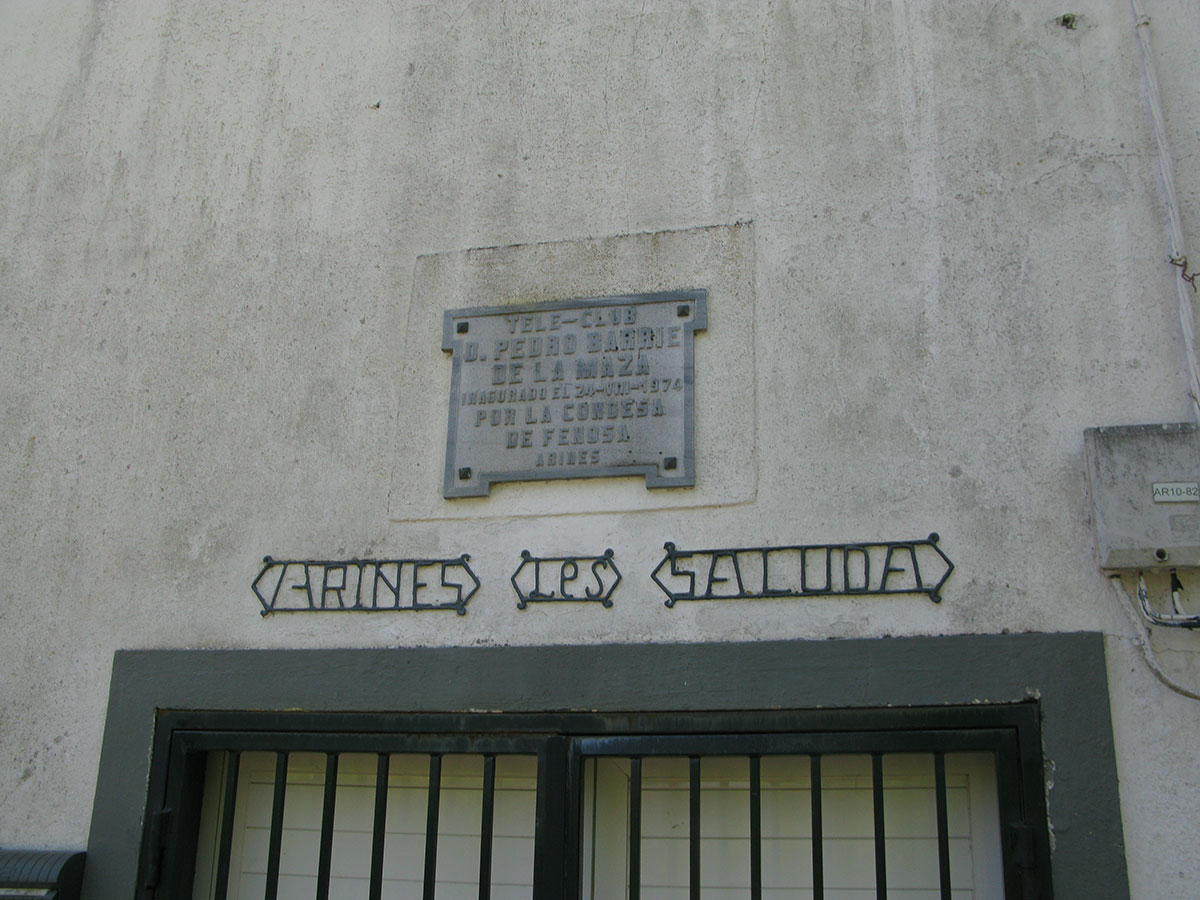 TELE-CLUB
D. PEDRO BARRIE
DE LA MAZA
INAGURADO EL 24-VIII-1974
POR LA CONDESA
DE FENOSA
ARINES
ARINES Les SALUDA
AR10-82